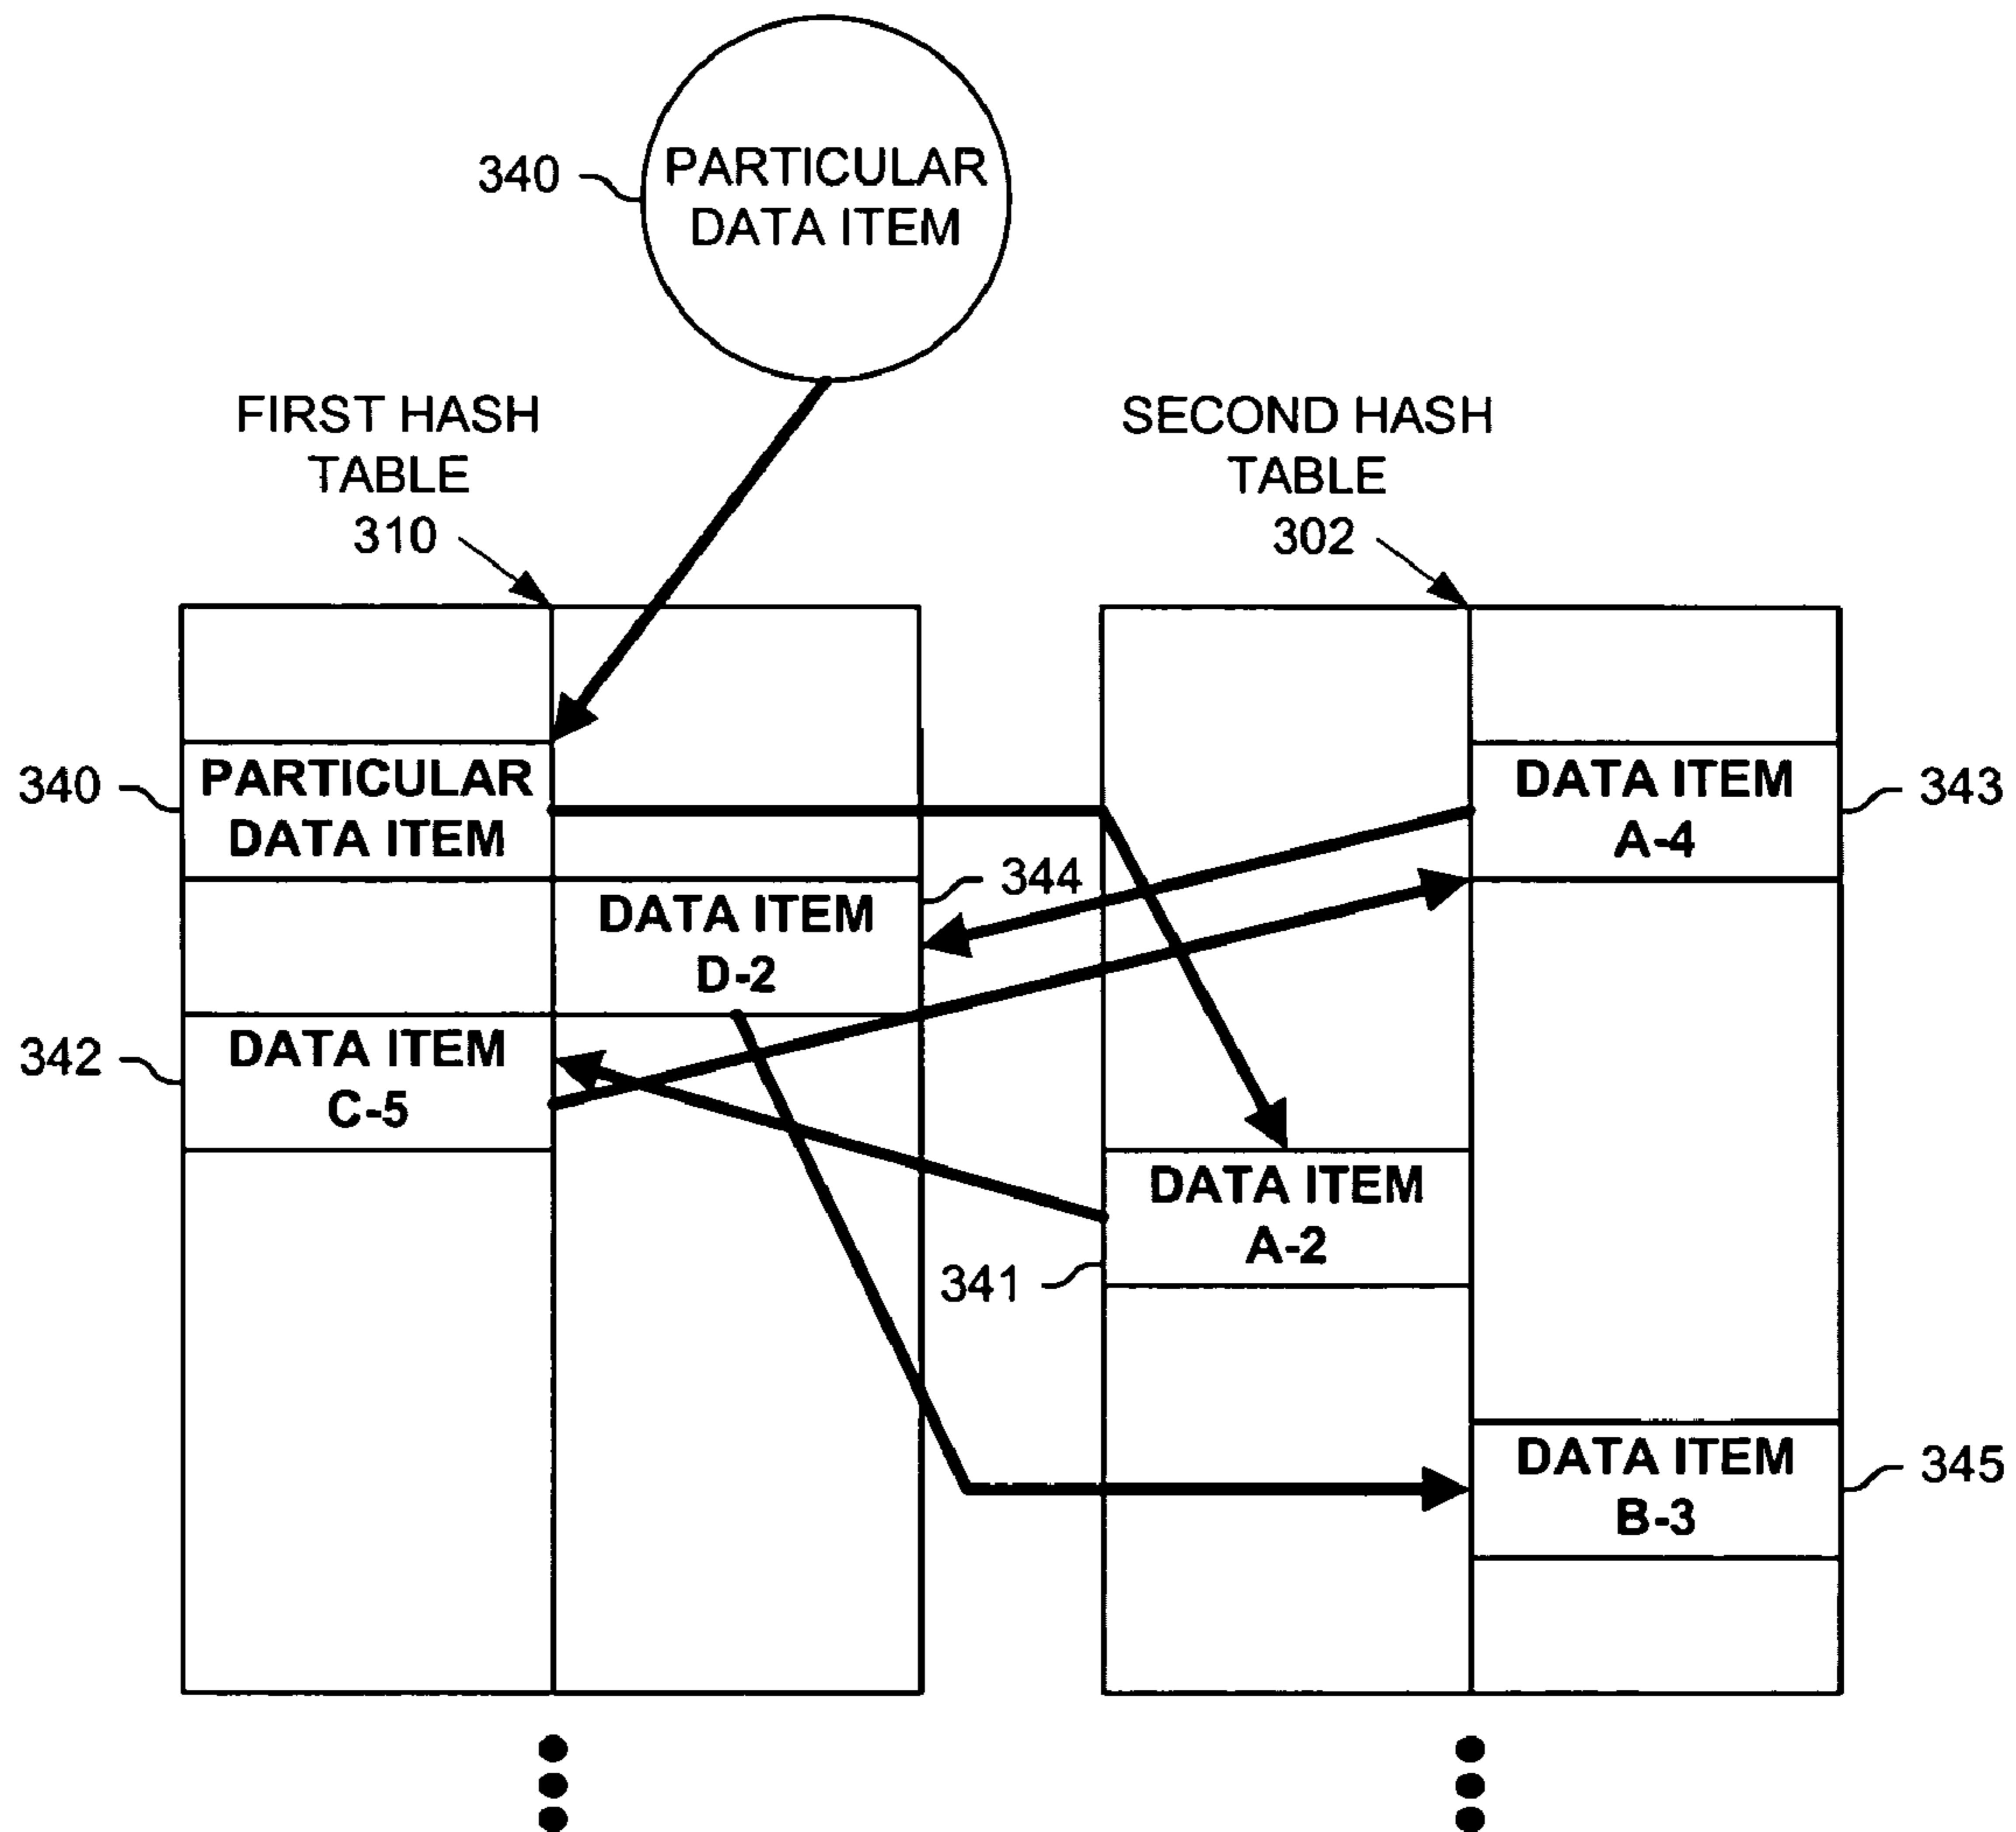 340
PARTICULAR
DATA ITEM
FIRST HASH
TABLE
310
SECOND HASH
TABLE
302
340
PARTICULAR
DATA ITEM
DATA ITEM
A-4
343
344
DATA ITEM
D-2
342
DATA ITEM
C-5
DATA ITEM
A-2
341
DATA ITEM
B-3
345